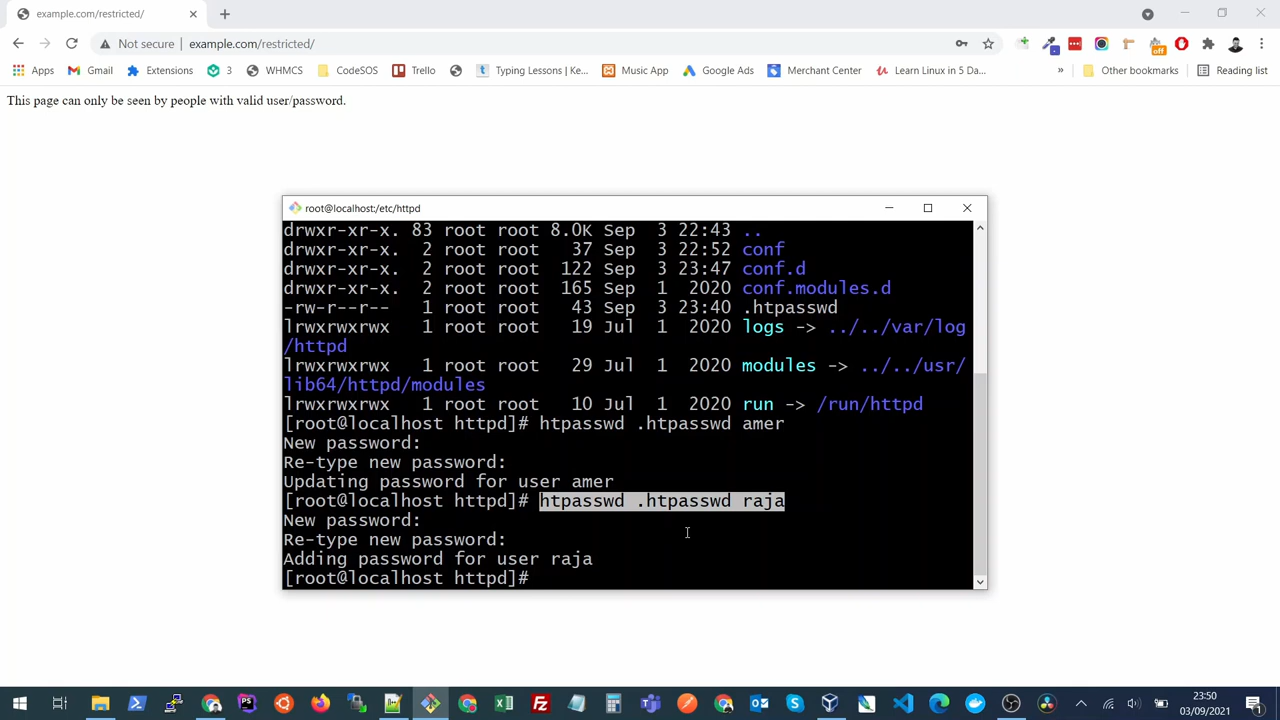 example.com/restricted/
Not secure
example.com/restricted/
off
Apps
Gmail
Extensions
3
WHMCS
CodeSOS
Trello
Typing Lessons | Ke...
Music App
Google Ads
Merchant Center
Learn Linux in 5 Da...
»
Other bookmarks
Reading list
This page can only be seen by people with valid user/password.
root@localhost:/etc/httpd
drwxr-xr-x. 83 root root 8.0K Sep  3 22:43 ..
drwxr-xr-x.  2 root root   37 Sep  3 22:52 conf
drwxr-xr-x.  2 root root  122 Sep  3 23:47 conf.d
drwxr-xr-x.  2 root root  165 Sep  1  2020 conf.modules.d
-rw-r--r--   1 root root   43 Sep  3 23:40 .htpasswd
lrwxrwxrwx   1 root root   19 Jul  1  2020 logs -> ../../var/log
/httpd
lrwxrwxrwx   1 root root   29 Jul  1  2020 modules -> ../../usr/
lib64/httpd/modules
lrwxrwxrwx   1 root root   10 Jul  1  2020 run -> /run/httpd
[root@localhost httpd]# htpasswd .htpasswd amer
New password:
Re-type new password:
Updating password for user amer
[root@localhost httpd]# htpasswd .htpasswd raja
New password:
Re-type new password:
Adding password for user raja
[root@localhost httpd]#
23:50
03/09/2021